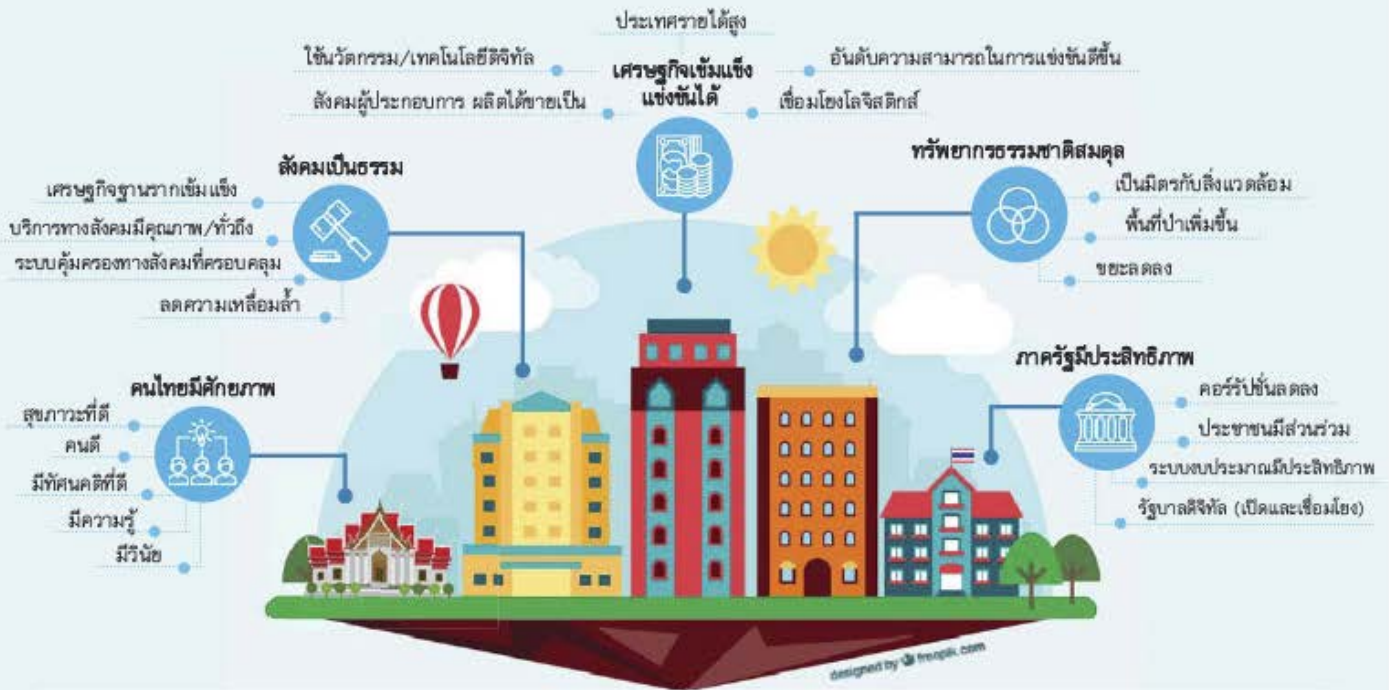 ประเทศรายได้สูง
ใช้นวัตกรรม/เทคโนโลยีดิจิทัล
เศรษฐกิจเข้มแข็ง
แข่งขันได้
อันดับความสามารถในการแข่งขันดีขึ้น
สังคมผู้ประกอบการ ผลิตได้ขายเป็น
เชื่อมโยงโลจิสติกส์
สังคมเป็นธรรม
เศรษฐกิจฐานรากเข้มแข็ง
บริการทางสังคมมีคุณภาพ/ทั่วถึง
ระบบคุ้มครองทางสังคมที่ครอบคลุม
ลดความเหลื่อมล้ำ
ทรัพยากรธรรมชาติสมดุล
เป็นมิตรกับสิ่งแวดล้อม
พื้นที่ป่าเพิ่มขึ้น
ขยะลดลง
คนไทยมีศักยภาพ
สุขภาวะที่ดี
คนดี
มีทัศนคติที่ดี
มีความรู้
มีวินัย
ภาครัฐมีประสิทธิภาพ
คอร์รัปชั่นลดลง
ประชาชนมีส่วนร่วม
ระบบงบประมาณมีประสิทธิภาพ
รัฐบาลดิจิทัล (เปิดและเชื่อมโยง)
designed by freepik.com